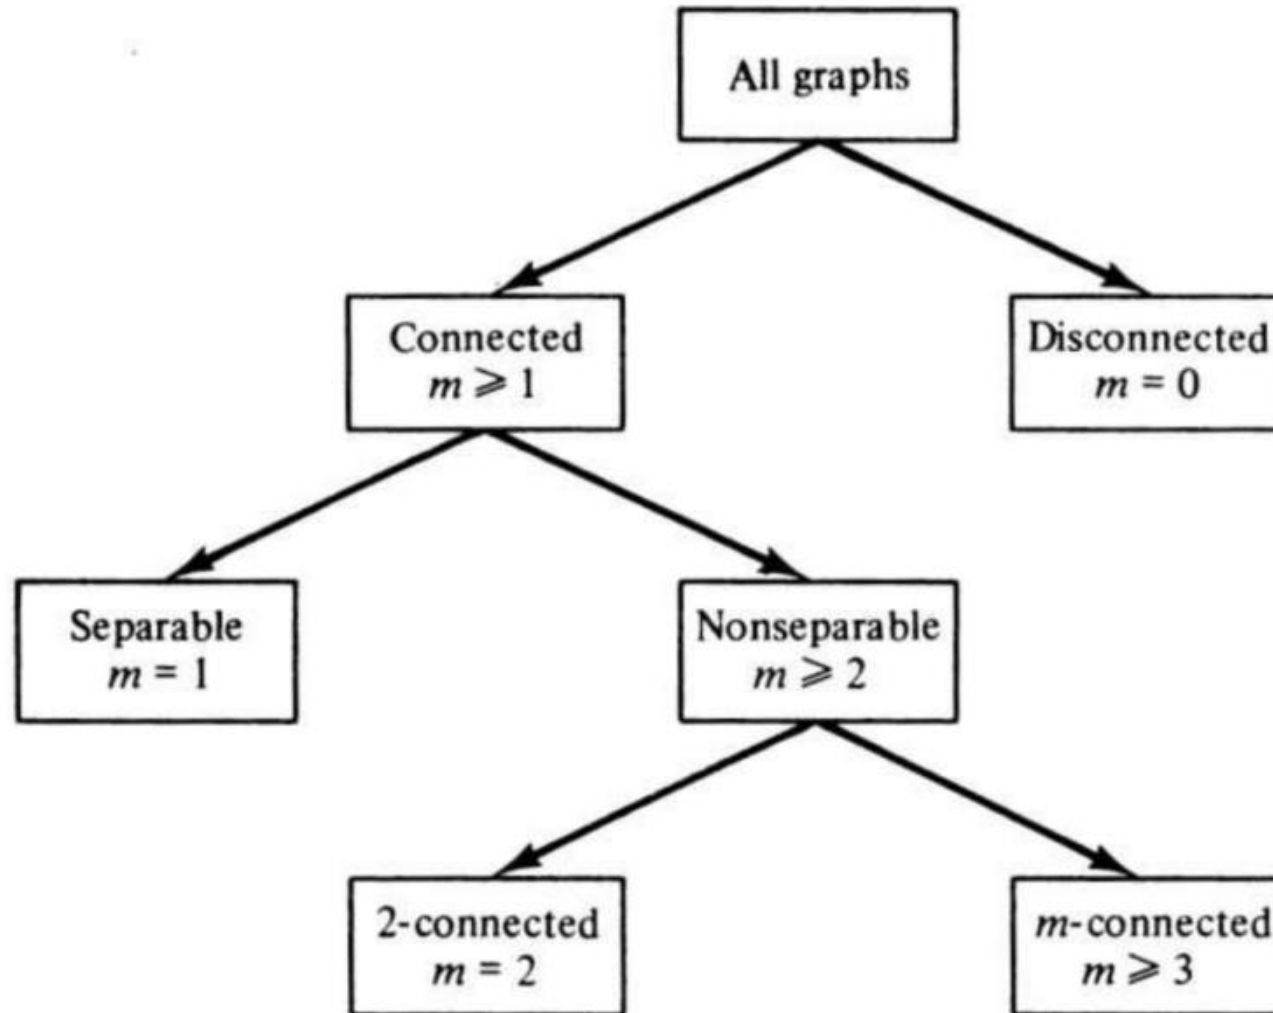 All graphs
Connected
m ⩾ 1
Disconnected
m = 0
Separable
m = 1
Nonseparable
m ⩾ 2
2-connected
m = 2
m-connected
m ⩾ 3